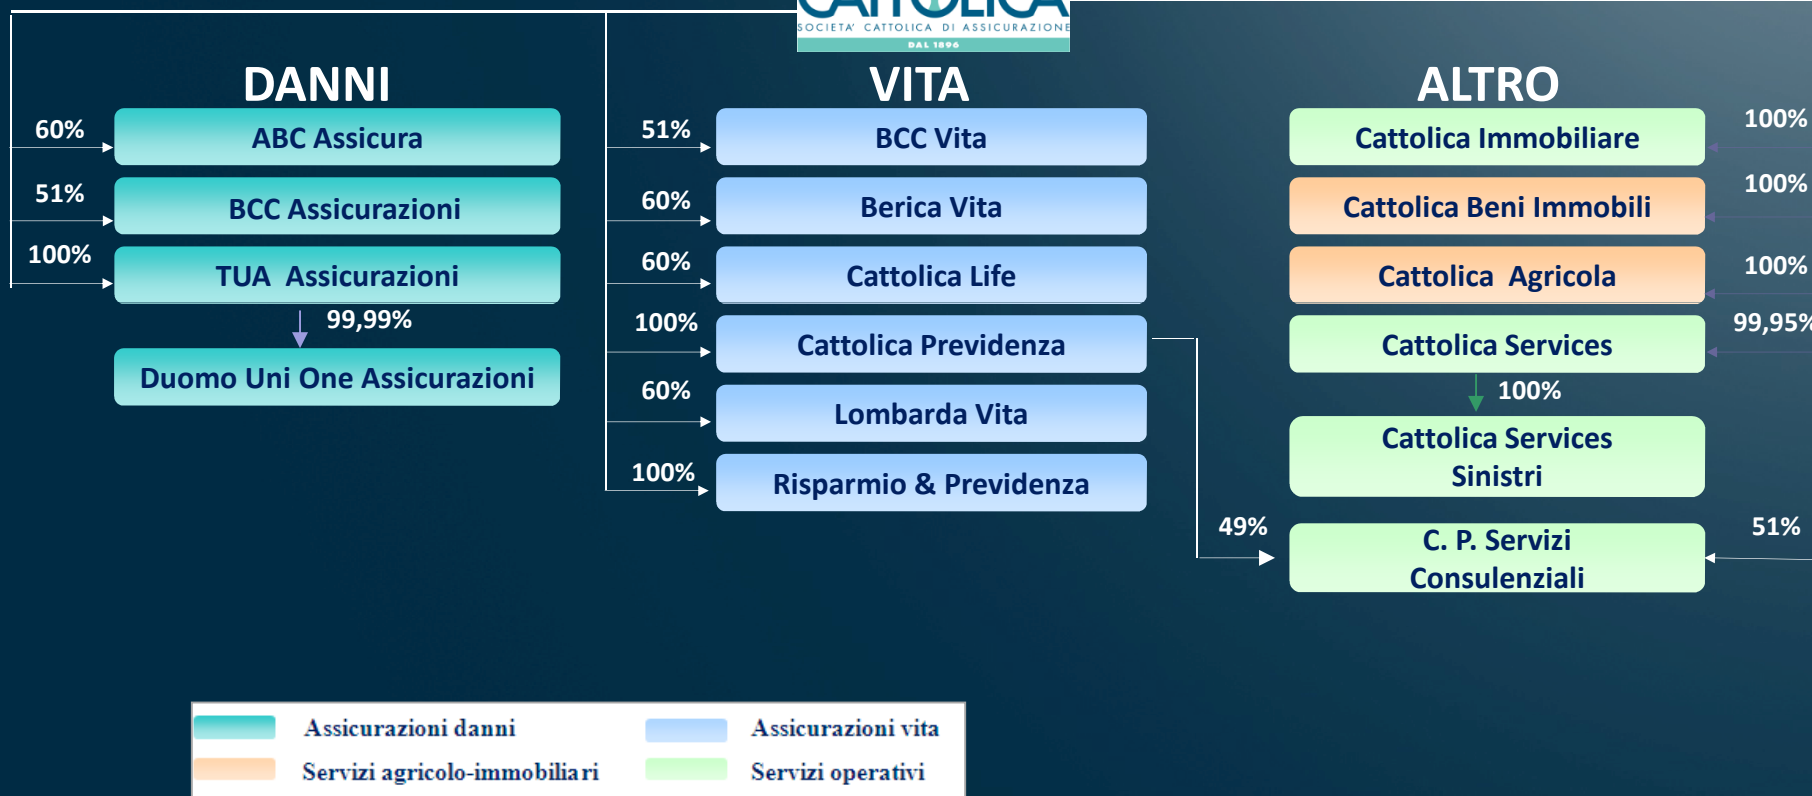 CATTOLICA
SOCIETA' CATTOLICA DI ASSICURAZIONE
DAL 1896
DANNI
60%
ABC Assicura
51%
BCC Assicurazioni
100%
TUA Assicurazioni
99,99%
Duomo Uni One Assicurazioni
VITA
51%
BCC Vita
60%
Berica Vita
60%
Cattolica Life
100%
Cattolica Previdenza
60%
Lombarda Vita
100%
Risparmio & Previdenza
ALTRO
Cattolica Immobiliare
100%
Cattolica Beni Immobili
100%
Cattolica Agricola
100%
Cattolica Services
99,95%
100%
Cattolica Services
Sinistri
49%
C. P. Servizi
Consulenziali
51%
Assicurazioni danni
Assicurazioni vita
Servizi agricolo-immobiliari
Servizi operativi